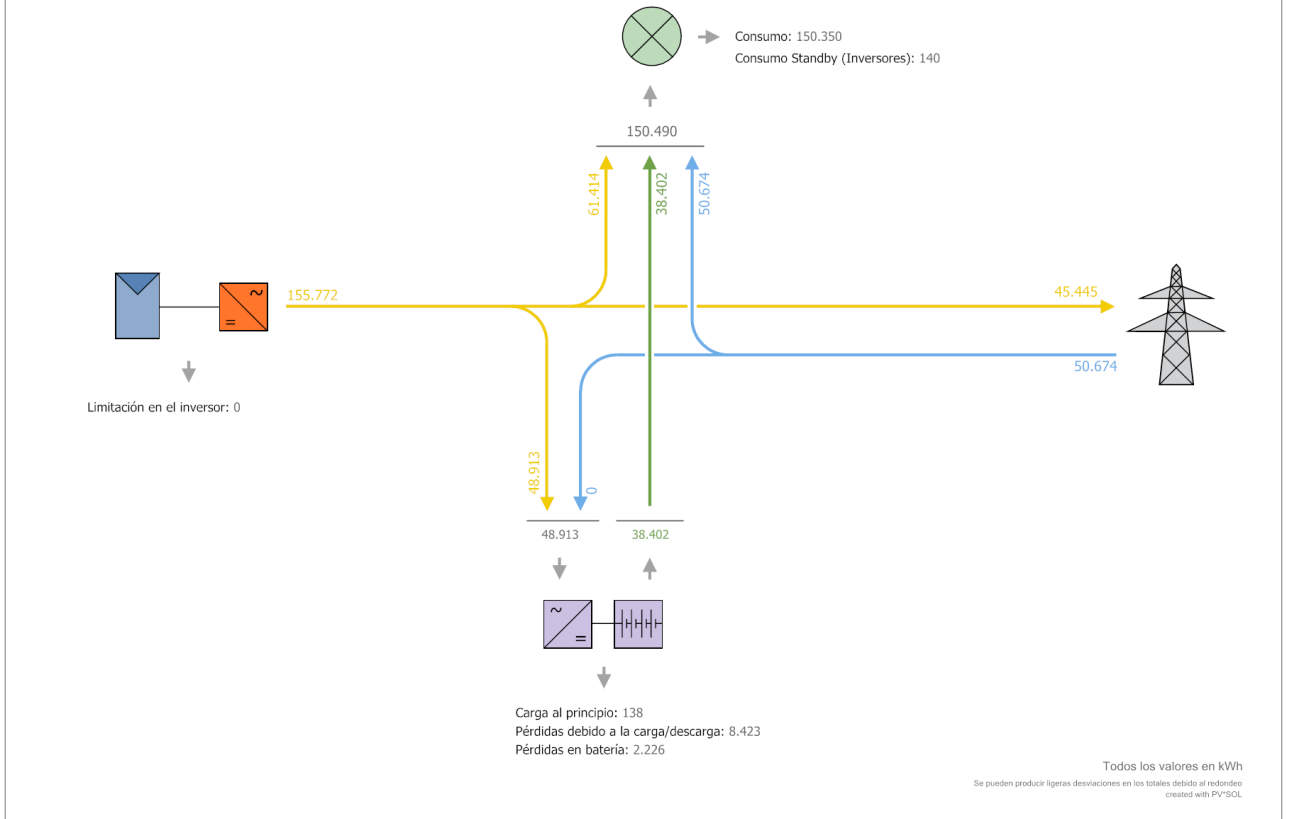 Consumo: 150.350
Consumo Standby (Inversores): 140
150.490
61.414
38.402
50.674
155.772
45.445
50.674
Limitación en el inversor: 0
48.913
0
48.913
38.402
Carga al principio: 138
Pérdidas debido a la carga/descarga: 8.423
Pérdidas en batería: 2.226
Todos los valores en kWh
Se pueden producir ligeras desviaciones en los totales debido al redondeo
created with PV*SOL